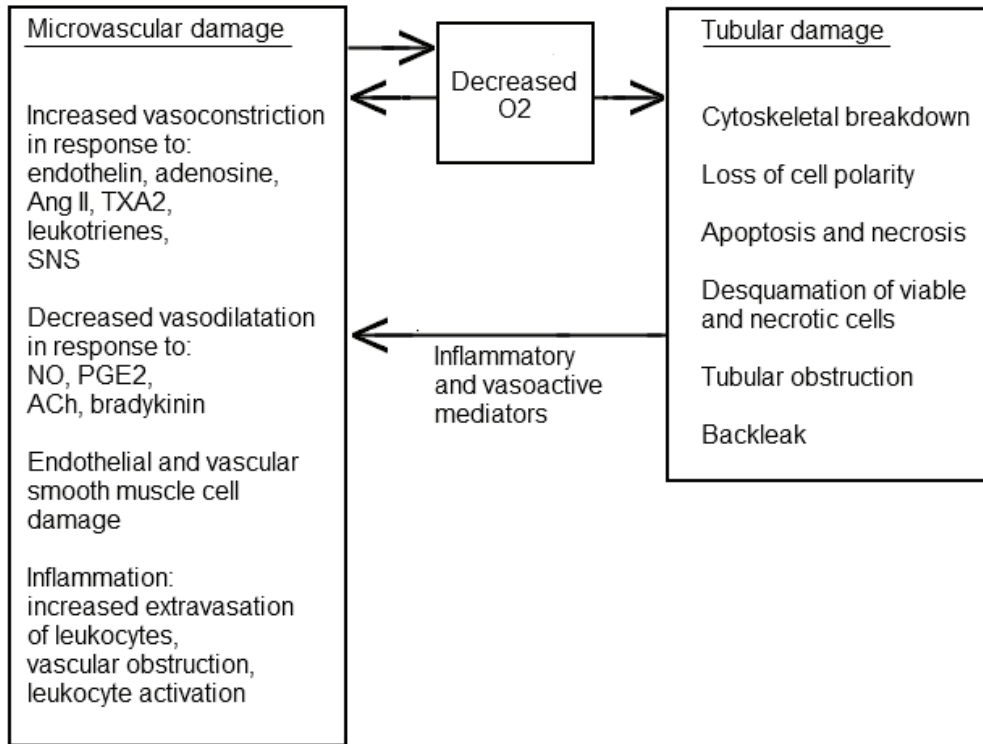 Microvascular damage
Increased vasoconstriction
in response to:
endothelin, adenosine,
Ang II, TXA2,
leukotrienes,
SNS
Decreased vasodilatation
in response to:
NO, PGE2,
ACh, bradykinin
Endothelial and vascular
smooth muscle cell
damage
Inflammation:
increased extravasation
of leukocytes,
vascular obstruction,
leukocyte activation
Decreased
O2
Inflammatory
and vasoactive
mediators
Tubular damage
Cytoskeletal breakdown
Loss of cell polarity
Apoptosis and necrosis
Desquamation of viable
and necrotic cells
Tubular obstruction
Backleak